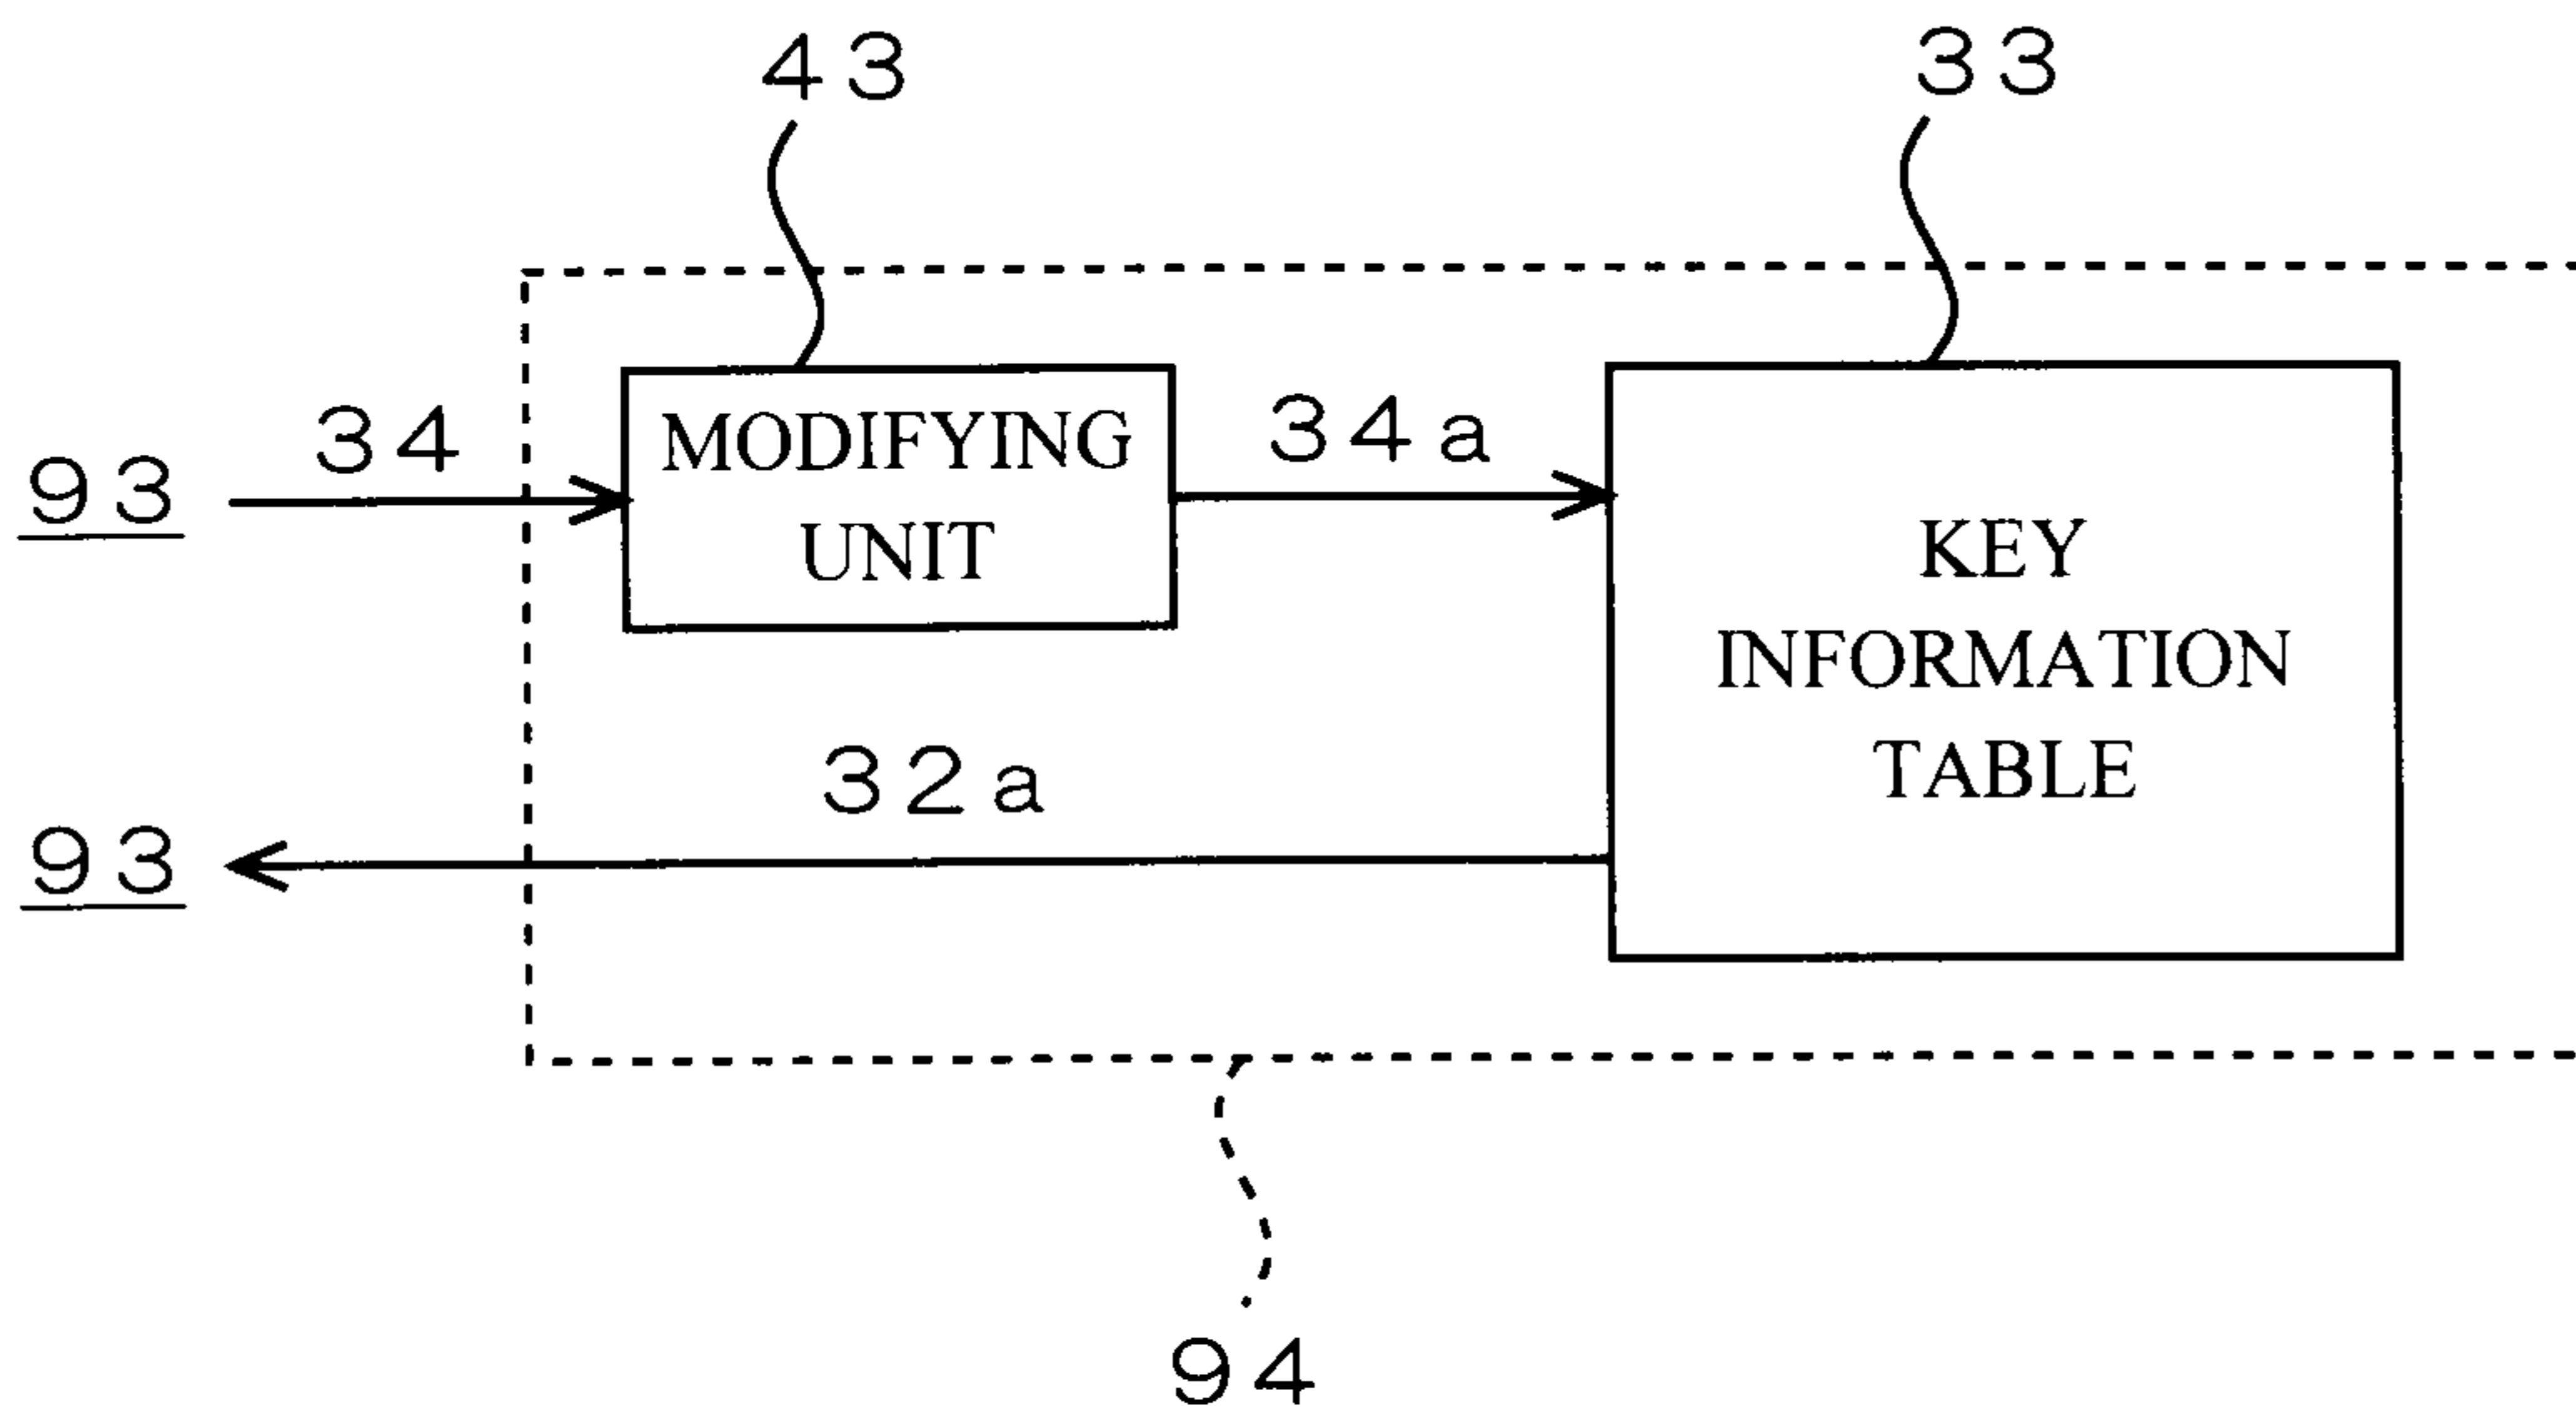 43
33
93
34
MODIFYING
UNIT
34a
KEY
INFORMATION
TABLE
32a
93
94